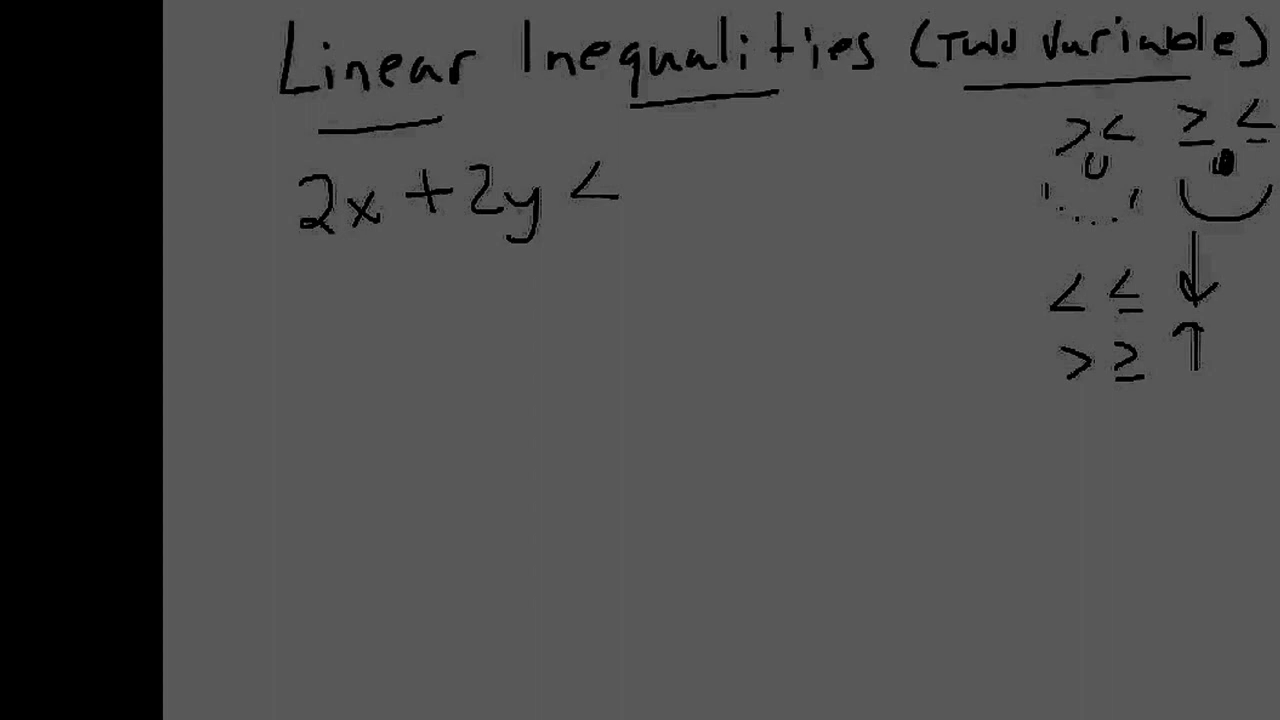 Linear Inequalities (Two Variable)
> < ≥ ≤
2x + 2y <
< ≤ ↓
> ≥ ↑